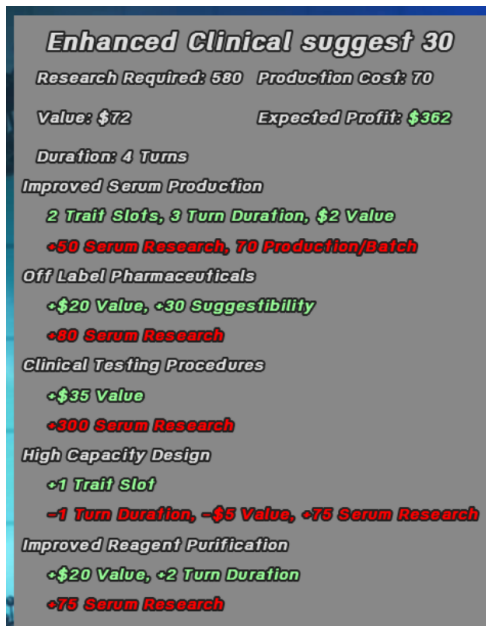 Enhanced Clinical suggest 30
Research Required: 580 Production Cost: 70
Value: $72 Expected Profit: $362
Duration: 4 Turns
Improved Serum Production
2 Trait Slots, 3 Turn Duration, $2 Value
+50 Serum Research, 70 Production/Batch
Off Label Pharmaceuticals
+$20 Value, +30 Suggestibility
+80 Serum Research
Clinical Testing Procedures
+$35 Value
+300 Serum Research
High Capacity Design
+1 Trait Slot
-1 Turn Duration, -$5 Value, +75 Serum Research
Improved Reagent Purification
+$20 Value, +2 Turn Duration
+75 Serum Research